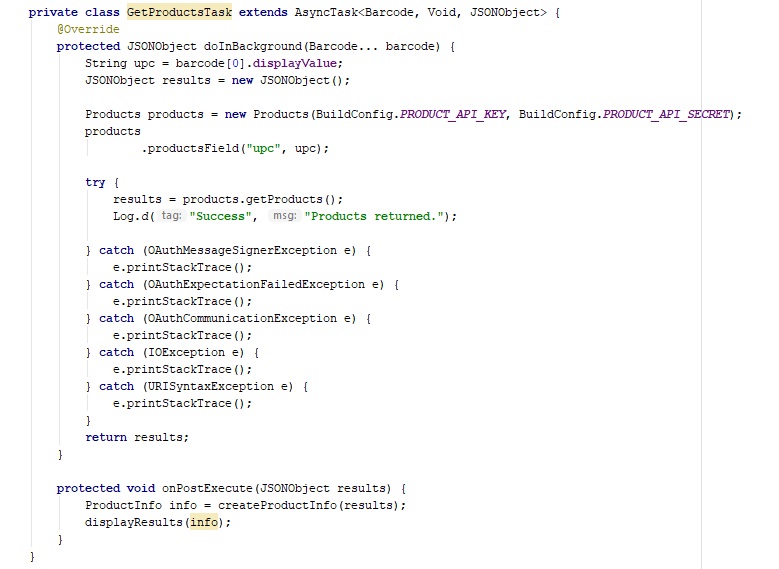 private class GetProductsTask extends AsyncTask<Barcode, Void, JSONObject> {
@Override
protected JSONObject doInBackground(Barcode... barcode) {
String upc = barcode[0].displayValue;
JSONObject results = new JSONObject();
Products products = new Products(BuildConfig.PRODUCT_API_KEY, BuildConfig.PRODUCT_API_SECRET);
products
.productsField("upc", upc);
try {
results = products.getProducts();
Log.d( tag: "Success", msg: "Products returned.");
} catch (OAuthMessageSignerException e) {
e.printStackTrace();
} catch (OAuthExpectationFailedException e) {
e.printStackTrace();
} catch (OAuthCommunicationException e) {
e.printStackTrace();
} catch (IOException e) {
e.printStackTrace();
} catch (URISyntaxException e) {
e.printStackTrace();
}
return results;
}
protected void onPostExecute(JSONObject results) {
ProductInfo info = createProductInfo(results);
displayResults(info);
}
}